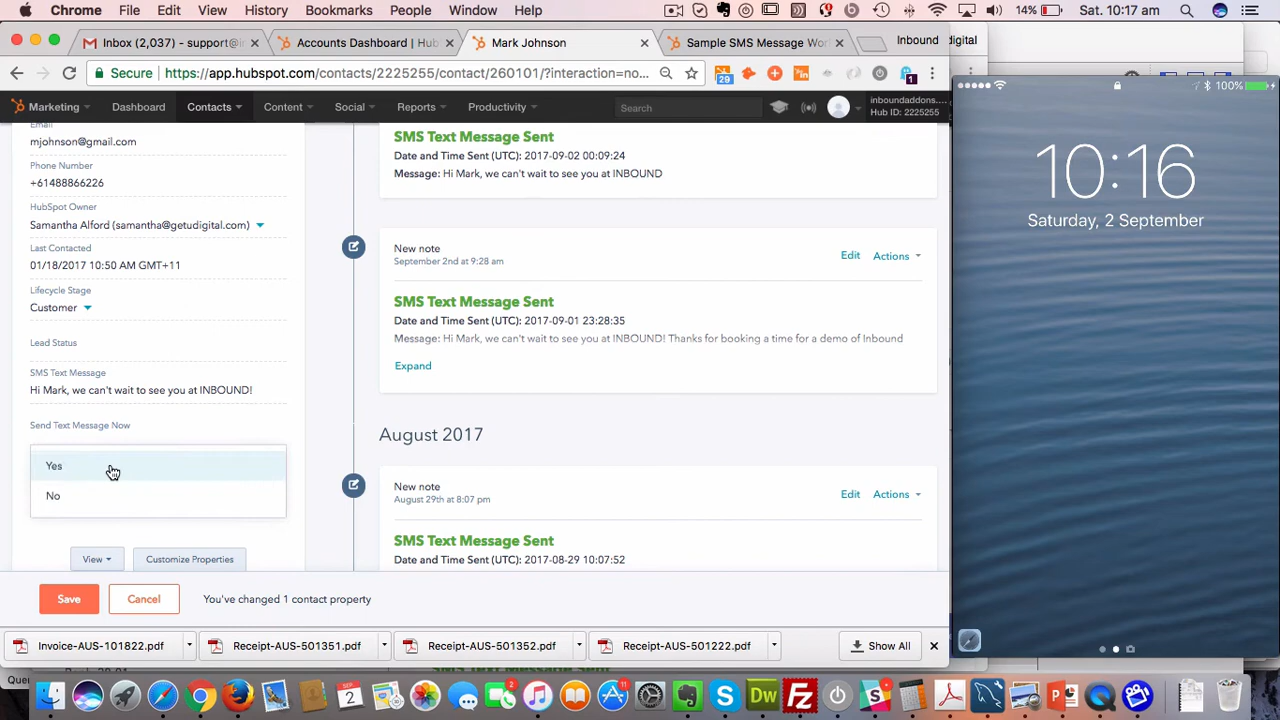 Chrome File Edit View History Bookmarks People Window Help 14% Sat. 10:17 am
Inbox (2,037) - support@i
Accounts Dashboard | Hub
Mark Johnson
Sample SMS Message Wor
Inbound
digital
Secure https://app.hubspot.com/contacts/2225255/contact/260101/?interaction=no...
29
1
Marketing Dashboard Contacts Content Social Reports Productivity Search
inboundaddons....
Hub ID: 2225255
Email
mjohnson@gmail.com
Phone Number
+61488866226
HubSpot Owner
Samantha Alford (samantha@getudigital.com)
Last Contacted
01/18/2017 10:50 AM GMT+11
Lifecycle Stage
Customer
Lead Status
SMS Text Message
Hi Mark, we can't wait to see you at INBOUND!
Send Text Message Now
Yes
No
View
Customize Properties
SMS Text Message Sent
Date and Time Sent (UTC): 2017-09-02 00:09:24
Message: Hi Mark, we can't wait to see you at INBOUND
New note
September 2nd at 9:28 am
Edit Actions
SMS Text Message Sent
Date and Time Sent (UTC): 2017-09-01 23:28:35
Message: Hi Mark, we can't wait to see you at INBOUND! Thanks for booking a time for a demo of Inbound
Expand
August 2017
New note
August 29th at 8:07 pm
Edit Actions
SMS Text Message Sent
Date and Time Sent (UTC): 2017-08-29 10:07:52
Save
Cancel
You've changed 1 contact property
Invoice-AUS-101822.pdf
Receipt-AUS-501351.pdf
Receipt-AUS-501352.pdf
Receipt-AUS-501222.pdf
Show All
100%
10:16
Saturday, 2 September